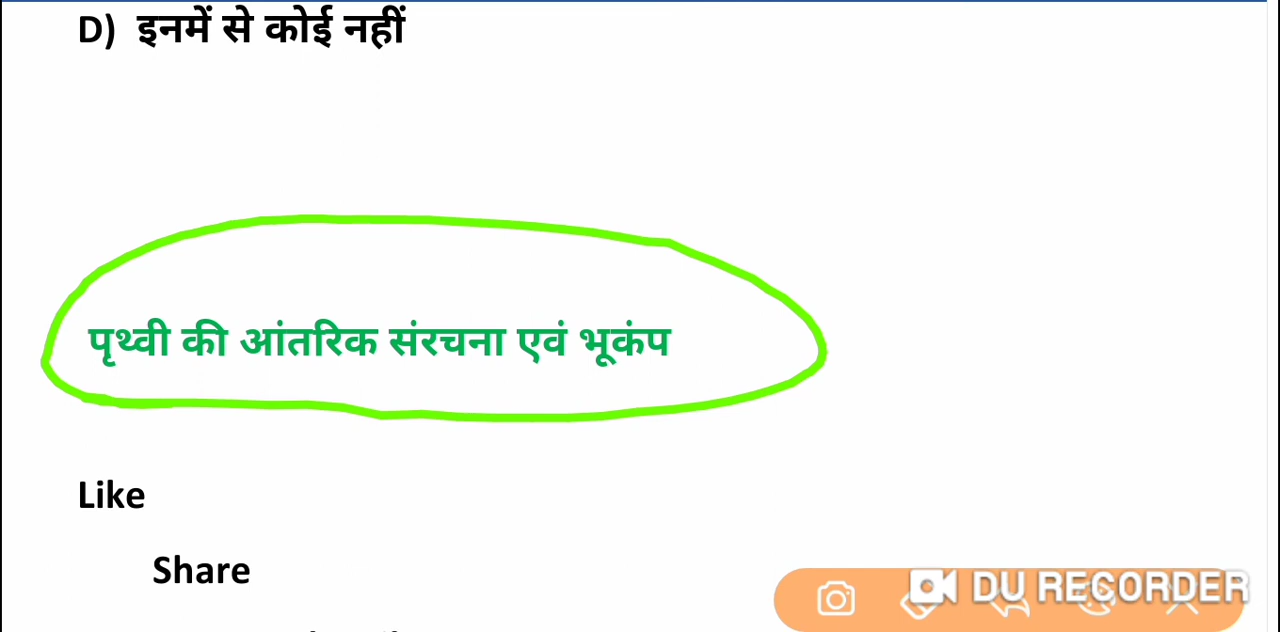 D) इनमें से कोई नहीं
पृथ्वी की आंतरिक संरचना एवं भूकंप
Like
Share
DU RECORDER